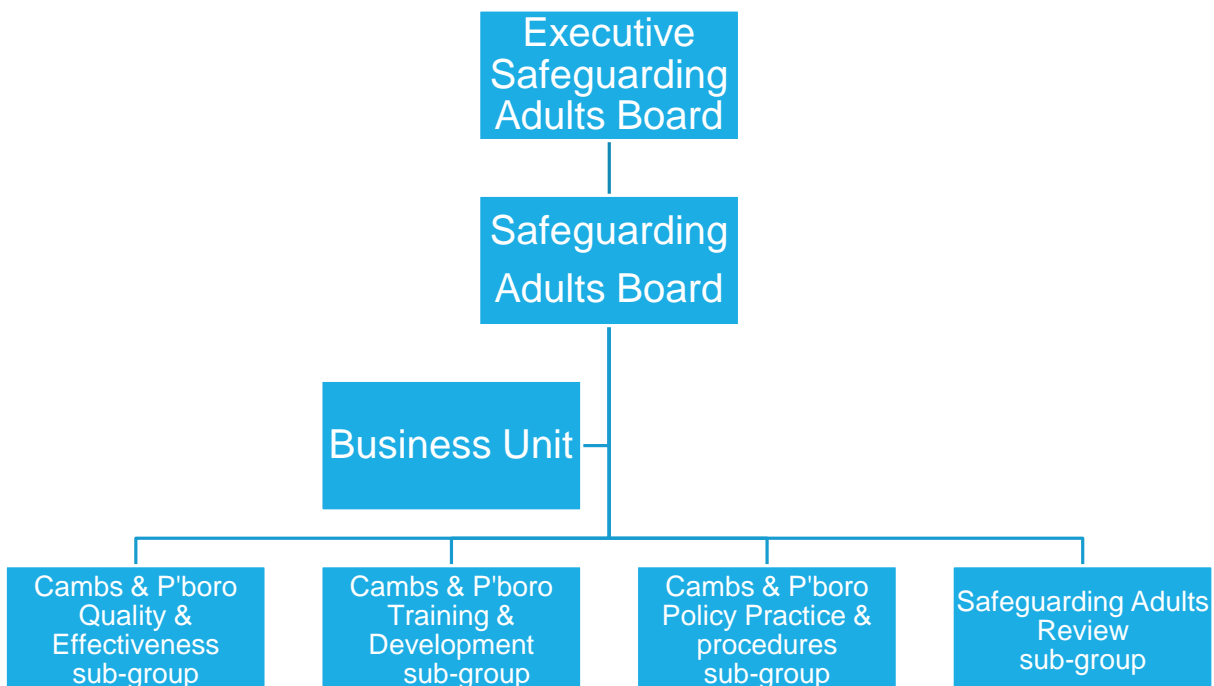 Executive
Safeguarding
Adults Board
Safeguarding
Adults Board
Business Unit
Cambs & P'boro
Quality &
Effectiveness
sub-group
Cambs & P'boro
Training &
Development
sub-group
Cambs & P'boro
Policy Practice &
procedures
sub-group
Safeguarding Adults
Review
sub-group